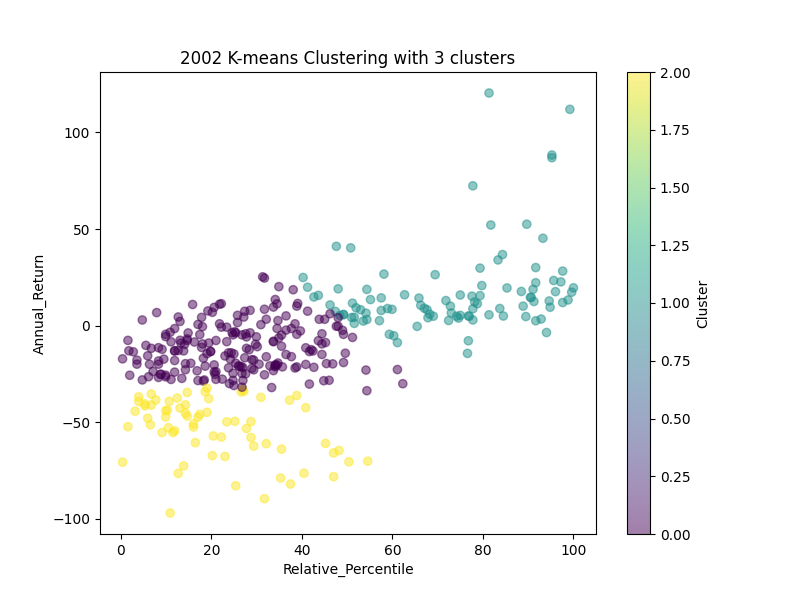 2002 K-means Clustering with 3 clusters
Annual_Return
100
50
0
−50
−100
0 20 40 60 80 100
Relative_Percentile
2.00
1.75
1.50
1.25
1.00
0.75
0.50
0.25
0.00
Cluster